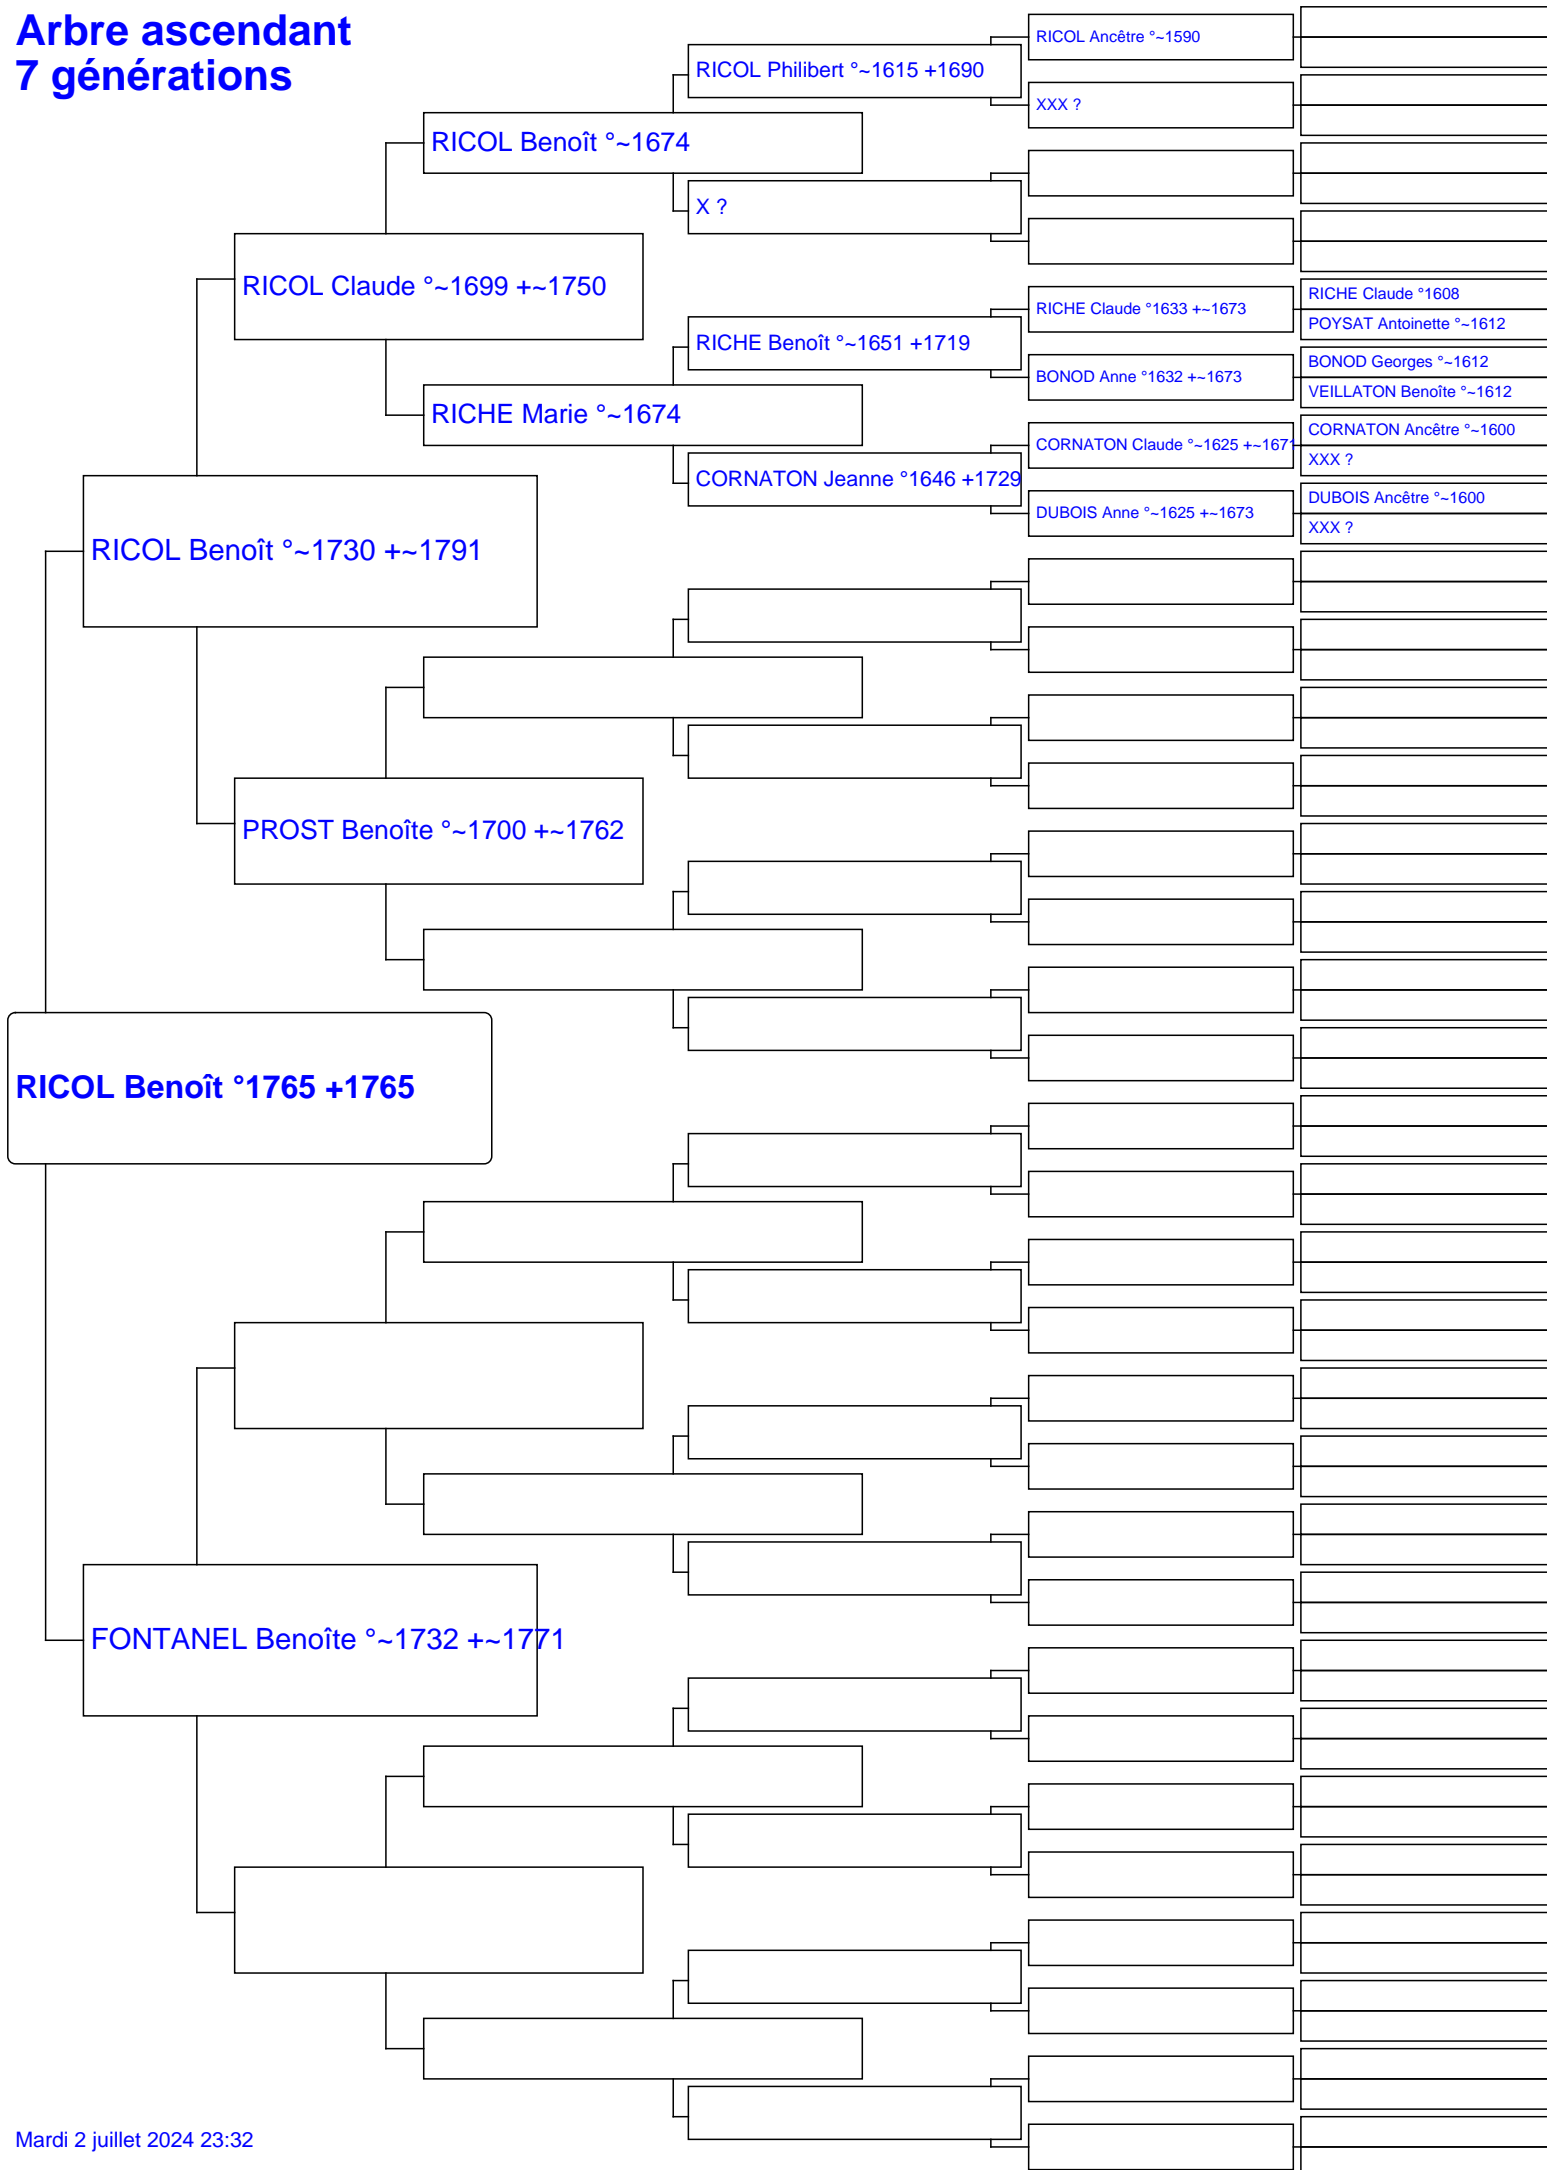 Arbre ascendant
7 générations
RICOL Ancêtre °~1590
RICOL Philibert °~1615 +1690
XXX ?
RICOL Benoît °~1674
X ?
RICOL Claude °~1699 +~1750
RICHE Claude °1608
RICHE Claude °1633 +~1673
POYSAT Antoinette °~1612
RICHE Benoît °~1651 +1719
BONOD Georges °~1612
BONOD Anne °1632 +~1673
VEILLATON Benoîte °~1612
RICHE Marie °~1674
CORNATON Ancêtre °~1600
CORNATON Claude °~1625 +~1671
XXX ?
CORNATON Jeanne °1646 +1729
DUBOIS Ancêtre °~1600
DUBOIS Anne °~1625 +~1673
XXX ?
RICOL Benoît °~1730 +~1791
PROST Benoîte °~1700 +~1762
RICOL Benoît °1765 +1765
FONTANEL Benoîte °~1732 +~1771
Mardi 2 juillet 2024 23:32